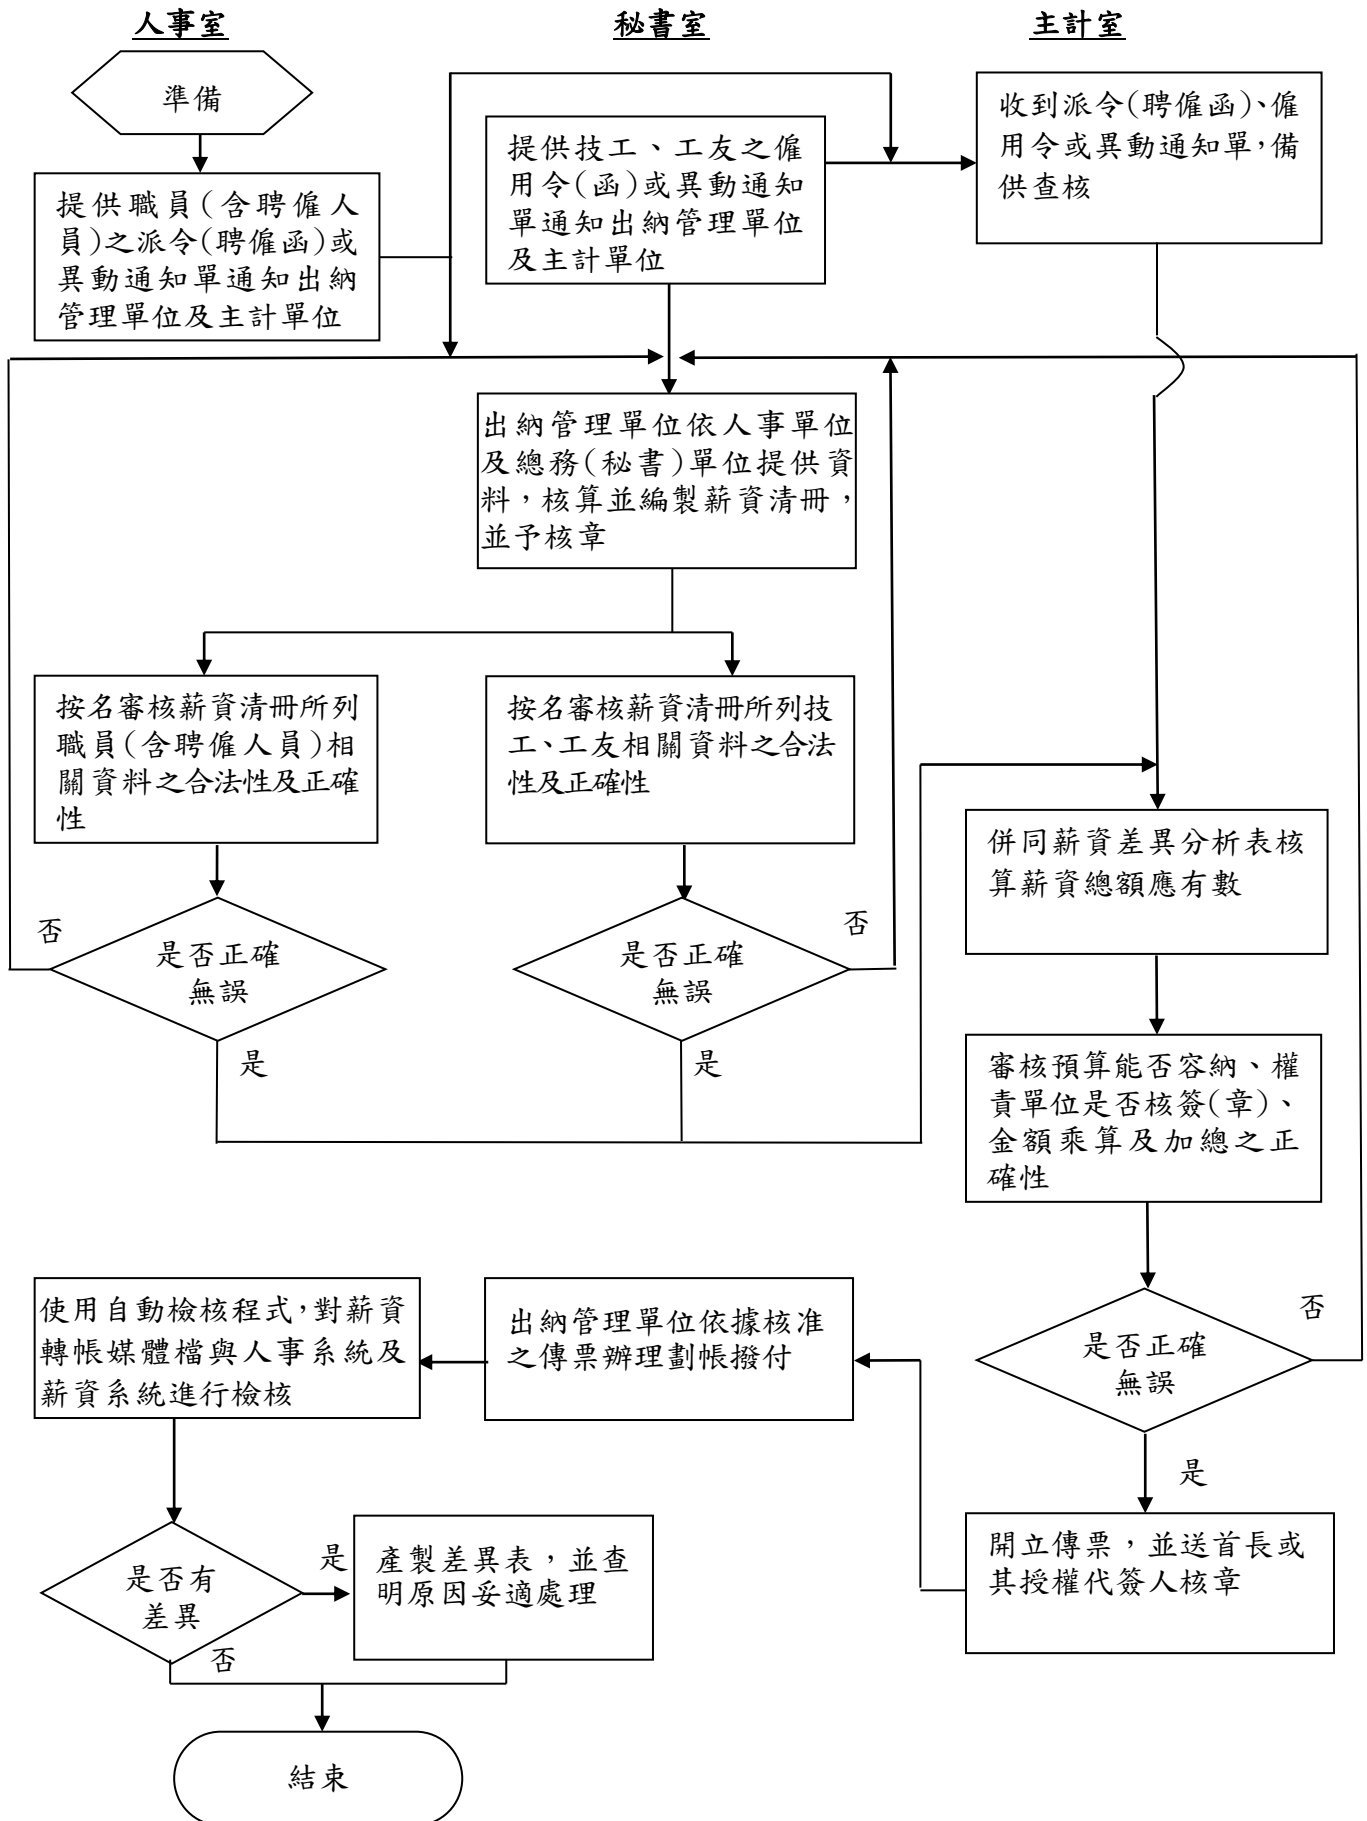 人事室
秘書室
主計室
準備
提供職員(含聘僱人
員)之派令(聘僱函)或
異動通知單通知出納
管理單位及主計單位
提供技工、工友之僱
用令(函)或異動通知
單通知出納管理單位
及主計單位
收到派令(聘僱函)、僱
用令或異動通知單,備
供查核
出納管理單位依人事單位
及總務(秘書)單位提供資
料,核算並編製薪資清冊,
並予核章
按名審核薪資清冊所列
職員(含聘僱人員)相
關資料之合法性及正確
性
按名審核薪資清冊所列技
工、工友相關資料之合法
性及正確性
併同薪資差異分析表核
算薪資總額應有數
否
是否正確
無誤
是
是否正確
無誤
否
是
審核預算能否容納、權
責單位是否核簽(章)、
金額乘算及加總之正
確性
使用自動檢核程式,對薪資
轉帳媒體檔與人事系統及
薪資系統進行檢核
出納管理單位依據核准
之傳票辦理劃帳撥付
是否正確
無誤
否
是
是否有
差異
是
否
產製差異表,並查
明原因妥適處理
開立傳票,並送首長或
其授權代簽人核章
結束